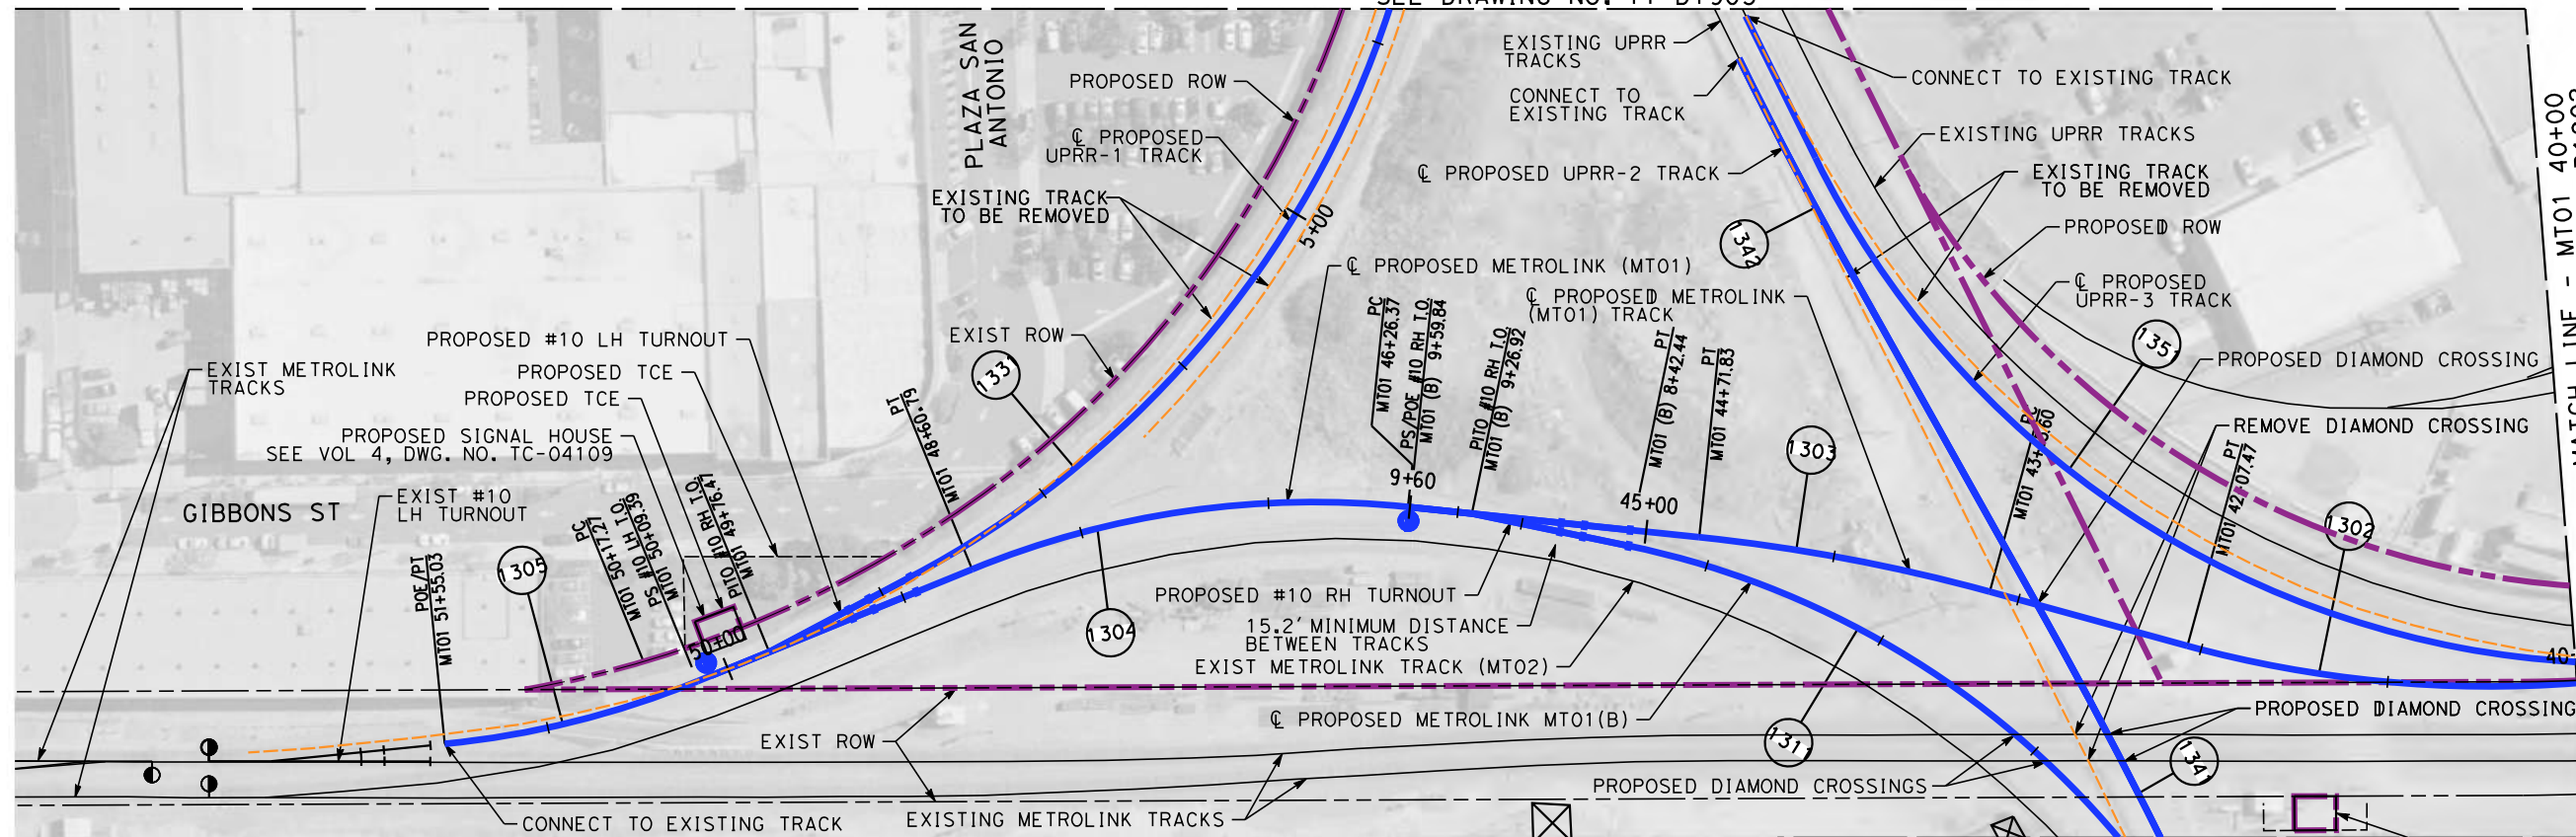 PLAZA SAN
ANTONIO
PROPOSED ROW
℄ PROPOSED
UPRR-1 TRACK
EXISTING TRACK
TO BE REMOVED
5+00
EXISTING UPRR
TRACKS
CONNECT TO
EXISTING TRACK
℄ PROPOSED UPRR-2 TRACK
CONNECT TO EXISTING TRACK
EXISTING UPRR TRACKS
EXISTING TRACK
TO BE REMOVED
PROPOSED ROW
℄ PROPOSED
UPRR-3 TRACK
1342
1351
℄ PROPOSED METROLINK (MT01)
℄ PROPOSED METROLINK
(MT01) TRACK
PROPOSED DIAMOND CROSSING
REMOVE DIAMOND CROSSING
MATCH LINE - MT01 40+00
EXIST ROW
1331
PROPOSED #10 LH TURNOUT
PROPOSED TCE
PROPOSED TCE
PROPOSED SIGNAL HOUSE
SEE VOL 4, DWG. NO. TC-04109
EXIST METROLINK
TRACKS
EXIST #10
LH TURNOUT
GIBBONS ST
POE/PT
MT01 51+55.03
1305
PC
MT01 50+17.27
PS #10 LH T.O.
MT01 50+09.39
PITO #10 RH T.O.
MT01 49+76.41
50+00
PT
MT01 48+60.79
1304
PC
MT01 46+26.37
PS/POE #10 RH T.O.
MT01 (B) 9+59.84
9+60
PITO #10 RH T.O.
MT01 (B) 9+26.92
PT
MT01 (B) 8+42.44
45+00
PT
MT01 44+71.83
1303
PC
PT
MT01 42+07.47
1302
PROPOSED #10 RH TURNOUT
15.2' MINIMUM DISTANCE
BETWEEN TRACKS
EXIST METROLINK TRACK (MT02)
℄ PROPOSED METROLINK MT01(B)
1311
EXIST ROW
PROPOSED DIAMOND CROSSING
1341
PROPOSED DIAMOND CROSSINGS
CONNECT TO EXISTING TRACK
EXISTING METROLINK TRACKS